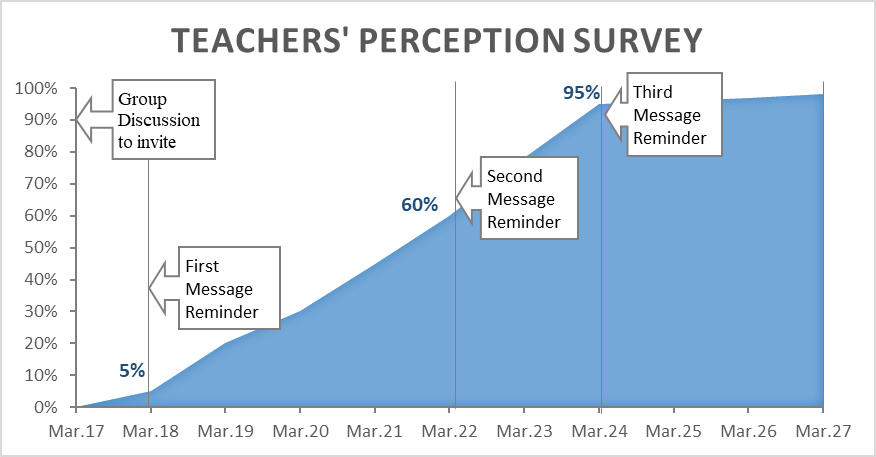 TEACHERS' PERCEPTION SURVEY
100%
90%
80%
70%
60%
50%
40%
30%
20%
10%
0%
Group
Discussion
to invite
5%
First
Message
Reminder
60%
Second
Message
Reminder
95%
Third
Message
Reminder
Mar.17 Mar.18 Mar.19 Mar.20 Mar.21 Mar.22 Mar.23 Mar.24 Mar.25 Mar.26 Mar.27